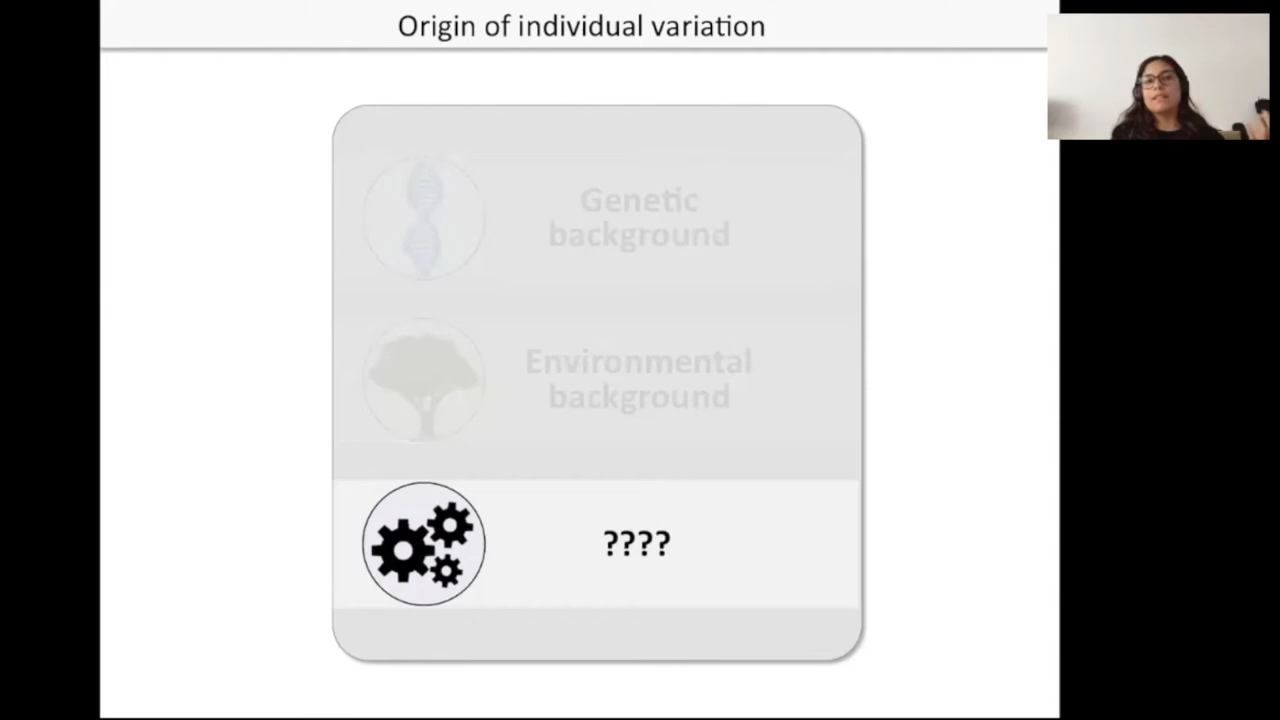 Origin of individual variation
Genetic
background
Environmental
background
????